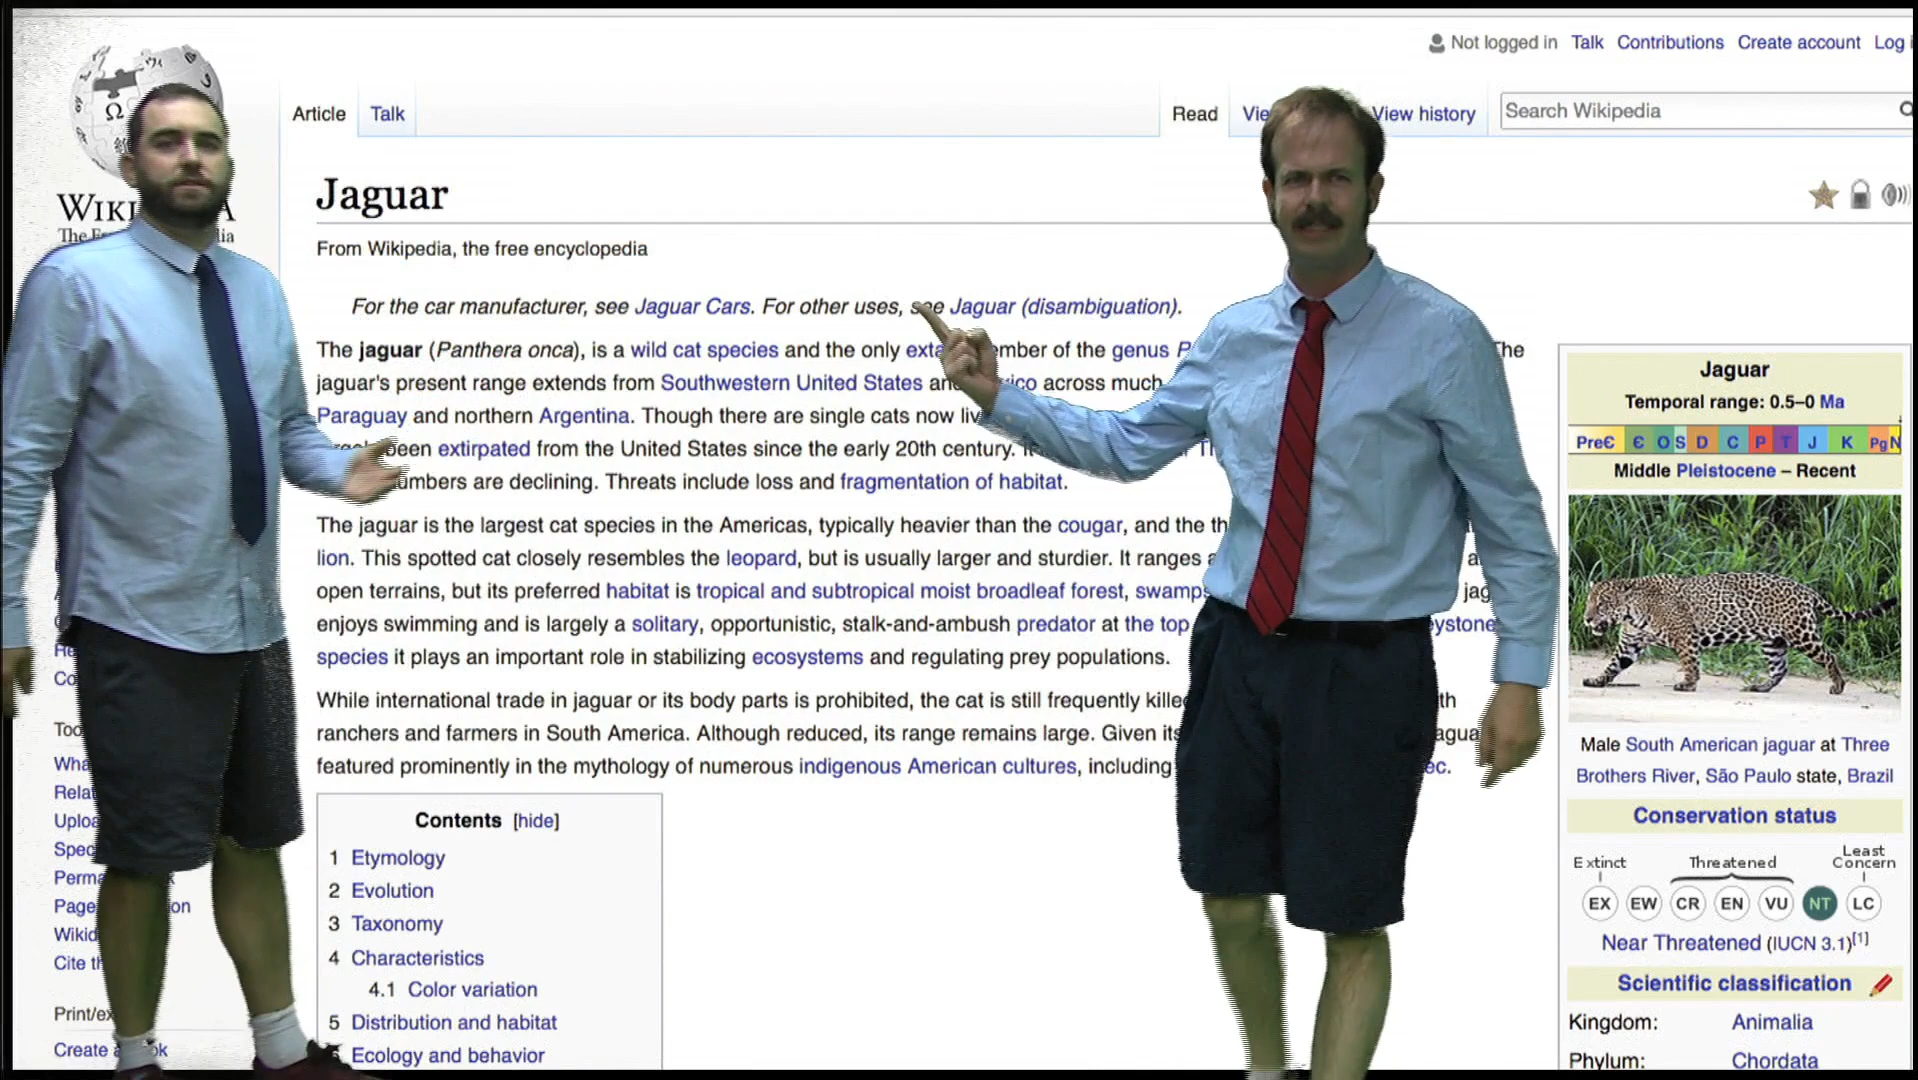 Not logged in Talk Contributions Create account Log
Article Talk Read View history Search Wikipedia
Jaguar
From Wikipedia, the free encyclopedia
For the car manufacturer, see Jaguar Cars. For other uses, see Jaguar (disambiguation).
The jaguar (Panthera onca), is a wild cat species and the only member of the genus The
jaguar's present range extends from Southwestern United States across much
Paraguay and northern Argentina. Though there are single cats now
been extirpated from the United States since the early 20th century.
numbers are declining. Threats include loss and fragmentation of habitat.
The jaguar is the largest cat species in the Americas, typically heavier than the cougar, and the
lion. This spotted cat closely resembles the leopard, but is usually larger and sturdier. It ranges
open terrains, but its preferred habitat is tropical and subtropical moist broadleaf forest, swamps
enjoys swimming and is largely a solitary, opportunistic, stalk-and-ambush predator at the top
species it plays an important role in stabilizing ecosystems and regulating prey populations.
While international trade in jaguar or its body parts is prohibited, the cat is still frequently killed
ranchers and farmers in South America. Although reduced, its range remains large. Given its
featured prominently in the mythology of numerous indigenous American cultures, including
Contents [hide]
1 Etymology
2 Evolution
3 Taxonomy
4 Characteristics
4.1 Color variation
5 Distribution and habitat
6 Ecology and behavior
Jaguar
Temporal range: 0.5–0 Ma
PreЄ Є O S D C P T J K Pg N
Middle Pleistocene – Recent
Male South American jaguar at Three
Brothers River, São Paulo state, Brazil
Conservation status
Extinct Threatened Least Concern
EX EW CR EN VU NT LC
Near Threatened (IUCN 3.1)[1]
Scientific classification
Kingdom: Animalia
Phylum: Chordata